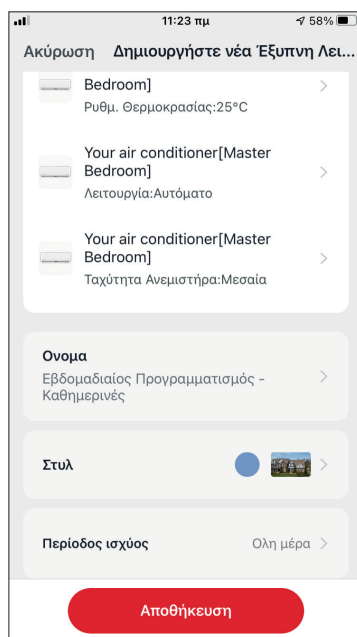 11:23 πμ
58%
Ακύρωση Δημιουργήστε νέα Έξυπνη Λει...
Bedroom]
Ρυθμ. Θερμοκρασίας:25°C
Your air conditioner[Master
Bedroom]
Λειτουργία:Αυτόματο
Your air conditioner[Master
Bedroom]
Ταχύτητα Ανεμιστήρα:Μεσαία
Ονομα
Εβδομαδιαίος Προγραμματισμός -
Καθημερινές
Στυλ
Περίοδος ισχύος Ολη μέρα
Αποθήκευση